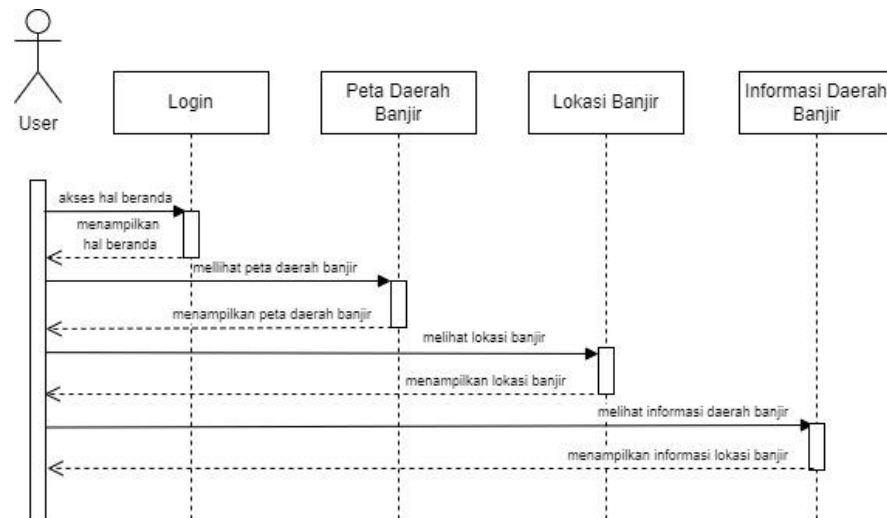 User
Login
Peta Daerah
Banjir
Lokasi Banjir
Informasi Daerah
Banjir
akses hal beranda
menampilkan
hal beranda
mellihat peta daerah banjir
menampilkan peta daerah banjir
melihat lokasi banjir
menampilkan lokasi banjir
melihat informasi daerah banjir
menampilkan informasi lokasi banjir